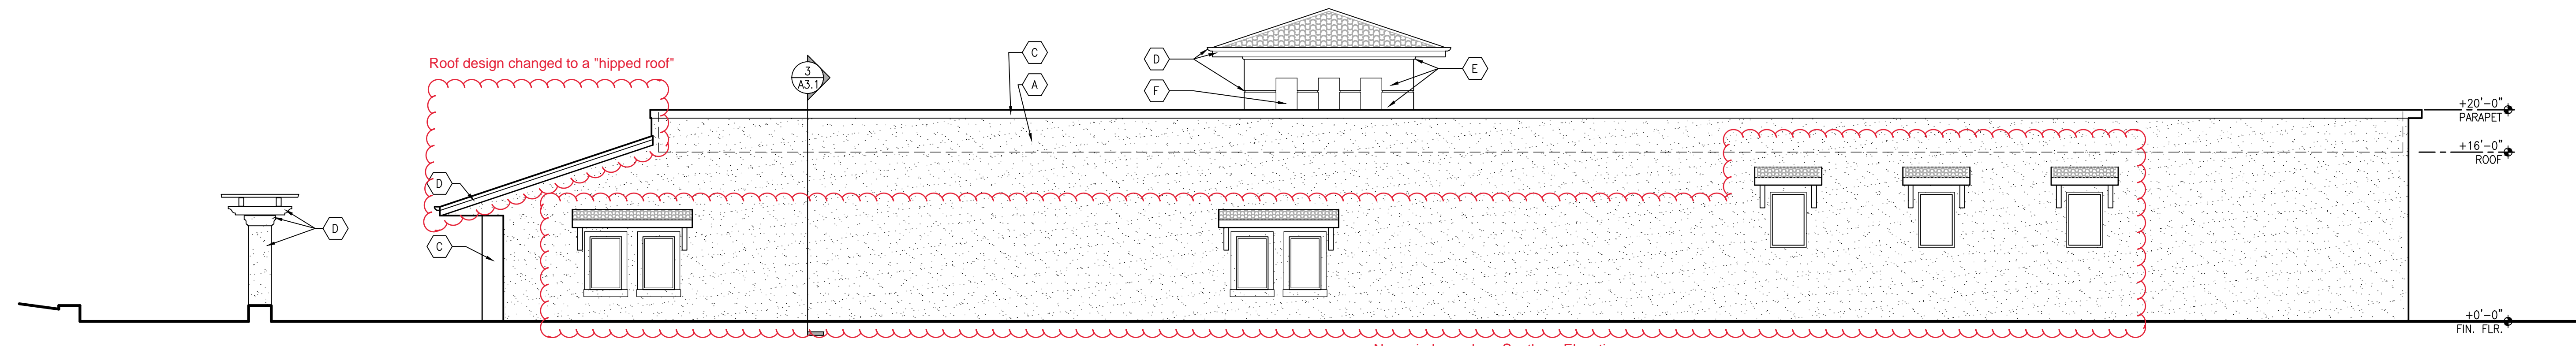 Roof design changed to a "hipped roof"
3
A3.1
C
A
D
F
E
D
C
D
+20'-0"
PARAPET
+16'-0"
ROOF
+0'-0"
FIN. FLR.